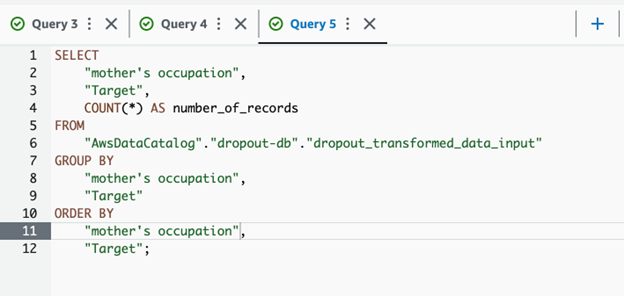 Query 3 Query 4 Query 5
1 SELECT
2 "mother's occupation",
3 "Target",
4 COUNT(*) AS number_of_records
5 FROM
6 "AwsDataCatalog"."dropout-db"."dropout_transformed_data_input"
7 GROUP BY
8 "mother's occupation",
9 "Target"
10 ORDER BY
11 "mother's occupation",
12 "Target";